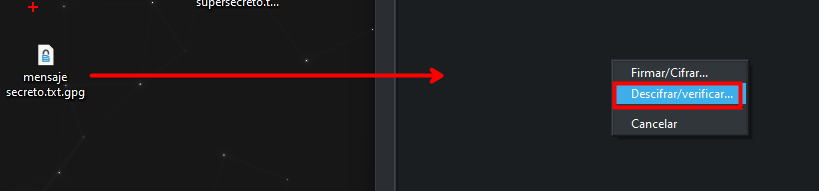 supersecreto.t...
mensaje
secreto.txt.gpg
Firmar/Cifrar...
Descifrar/verificar...
Cancelar